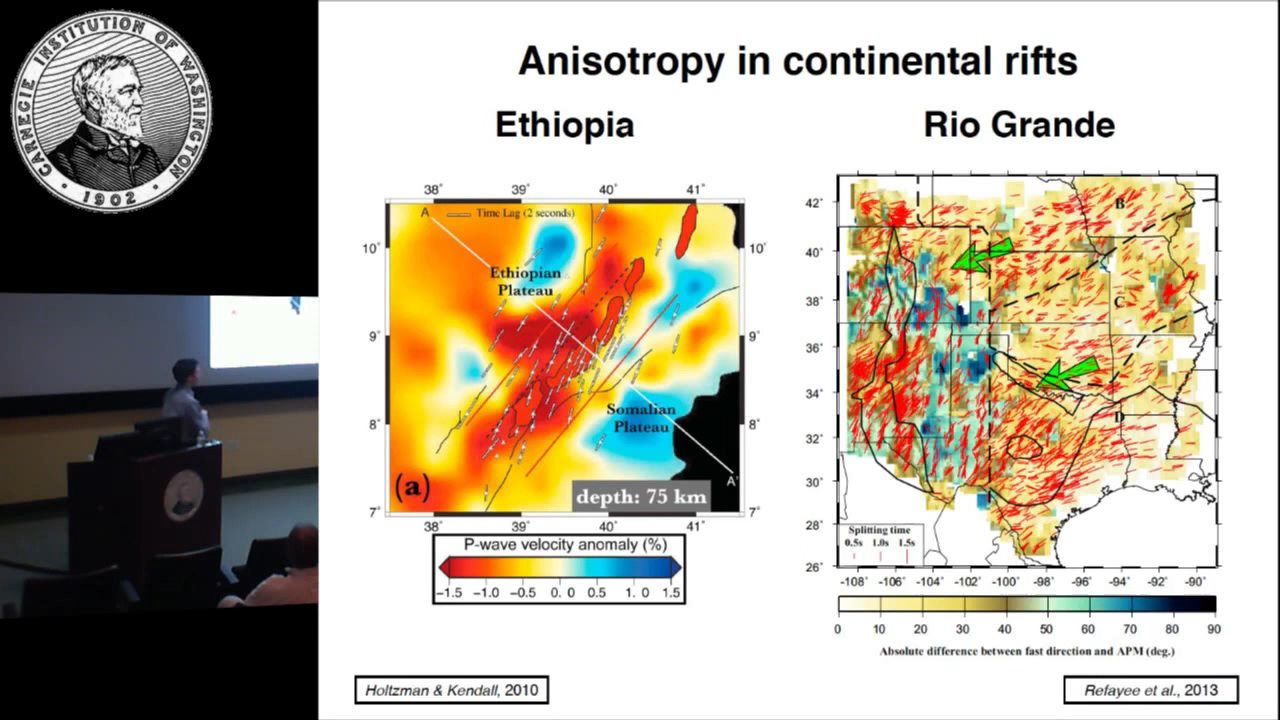 CARNEGIE INSTITUTION OF WASHINGTON
1902
Anisotropy in continental rifts
Ethiopia
Rio Grande
38° 39° 40° 41°
A
Time Lag (2 seconds)
10° 10°
Ethiopian
Plateau
9° 9°
Somalian
Plateau
8° 8°
A'
(a)
depth: 75 km
7° 7°
38° 39° 40° 41°
P-wave velocity anomaly (%)
−1.5 −1.0 −0.5 0.0 0.5 1.0 1.5
42°
B
40°
38°
C
36°
A
34°
D
32°
30°
28°
Splitting time
0.5s 1.0s 1.5s
26°
-108° -106° -104° -102° -100° -98° -96° -94° -92° -90°
0 10 20 30 40 50 60 70 80 90
Absolute difference between fast direction and APM (deg.)
Holtzman & Kendall, 2010
Refayee et al., 2013